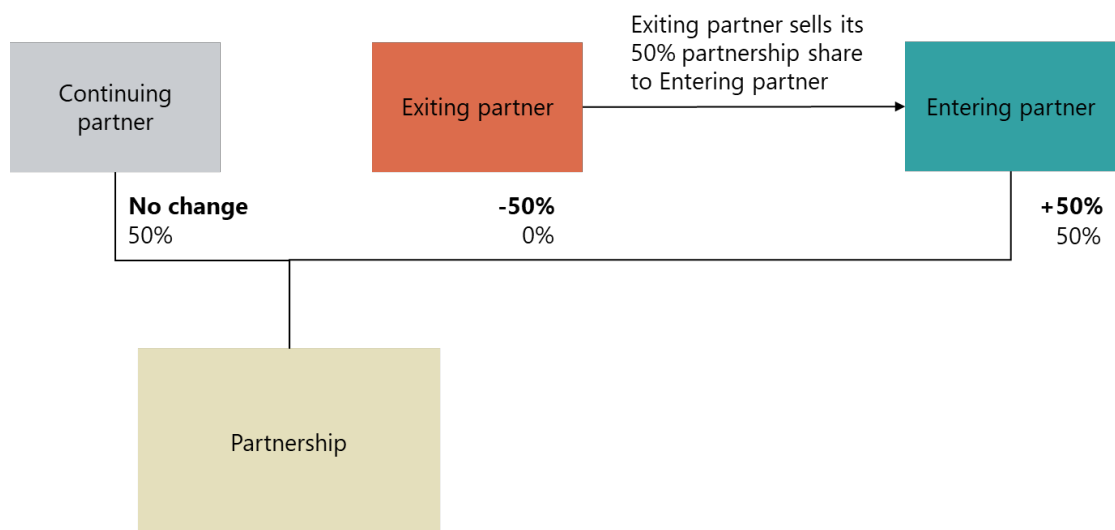 Exiting partner sells its
50% partnership share
to Entering partner
Continuing
partner
Exiting partner
Entering partner
No change
50%
-50%
0%
+50%
50%
Partnership